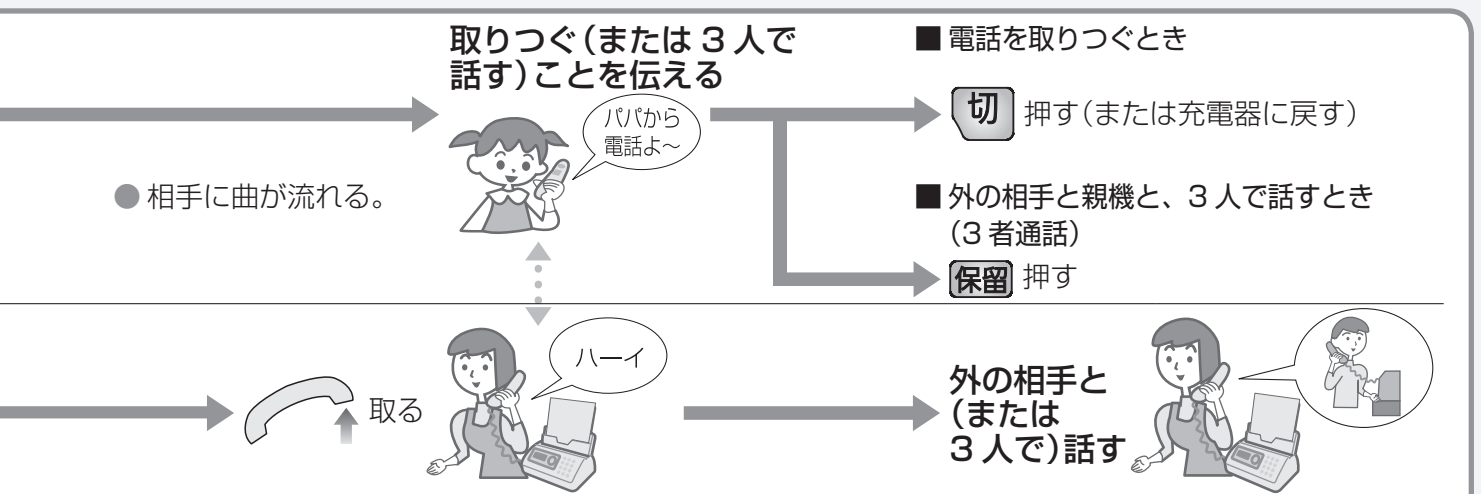 ● 相手に曲が流れる。
取りつぐ(または 3 人で
話す)ことを伝える
パパから
電話よ～
■ 電話を取りつぐとき
切 押す(または充電器に戻す)
■ 外の相手と親機と、3 人で話すとき
(3 者通話)
保留 押す
取る
ハーイ
外の相手と
(または
3 人で)話す